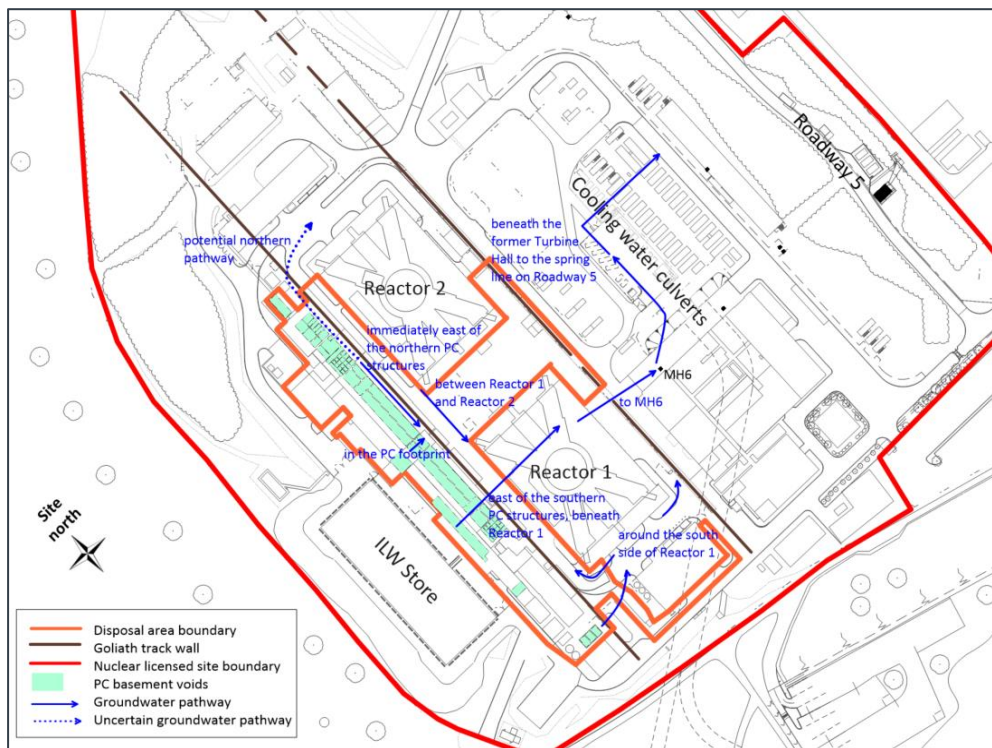 Roadway 5
Cooling water culverts
beneath the
former Turbine
Hall to the spring
line on Roadway 5
potential northern
pathway
Reactor 2
immediately east of
the northern PC
structures
between Reactor 1
and Reactor 2
MH6
to MH6
in the PC footprint
Reactor 1
east of the southern
PC structures, beneath
Reactor 1
around the south
side of Reactor 1
ILW Store
Site
north
Disposal area boundary
Goliath track wall
Nuclear licensed site boundary
PC basement voids
Groundwater pathway
Uncertain groundwater pathway